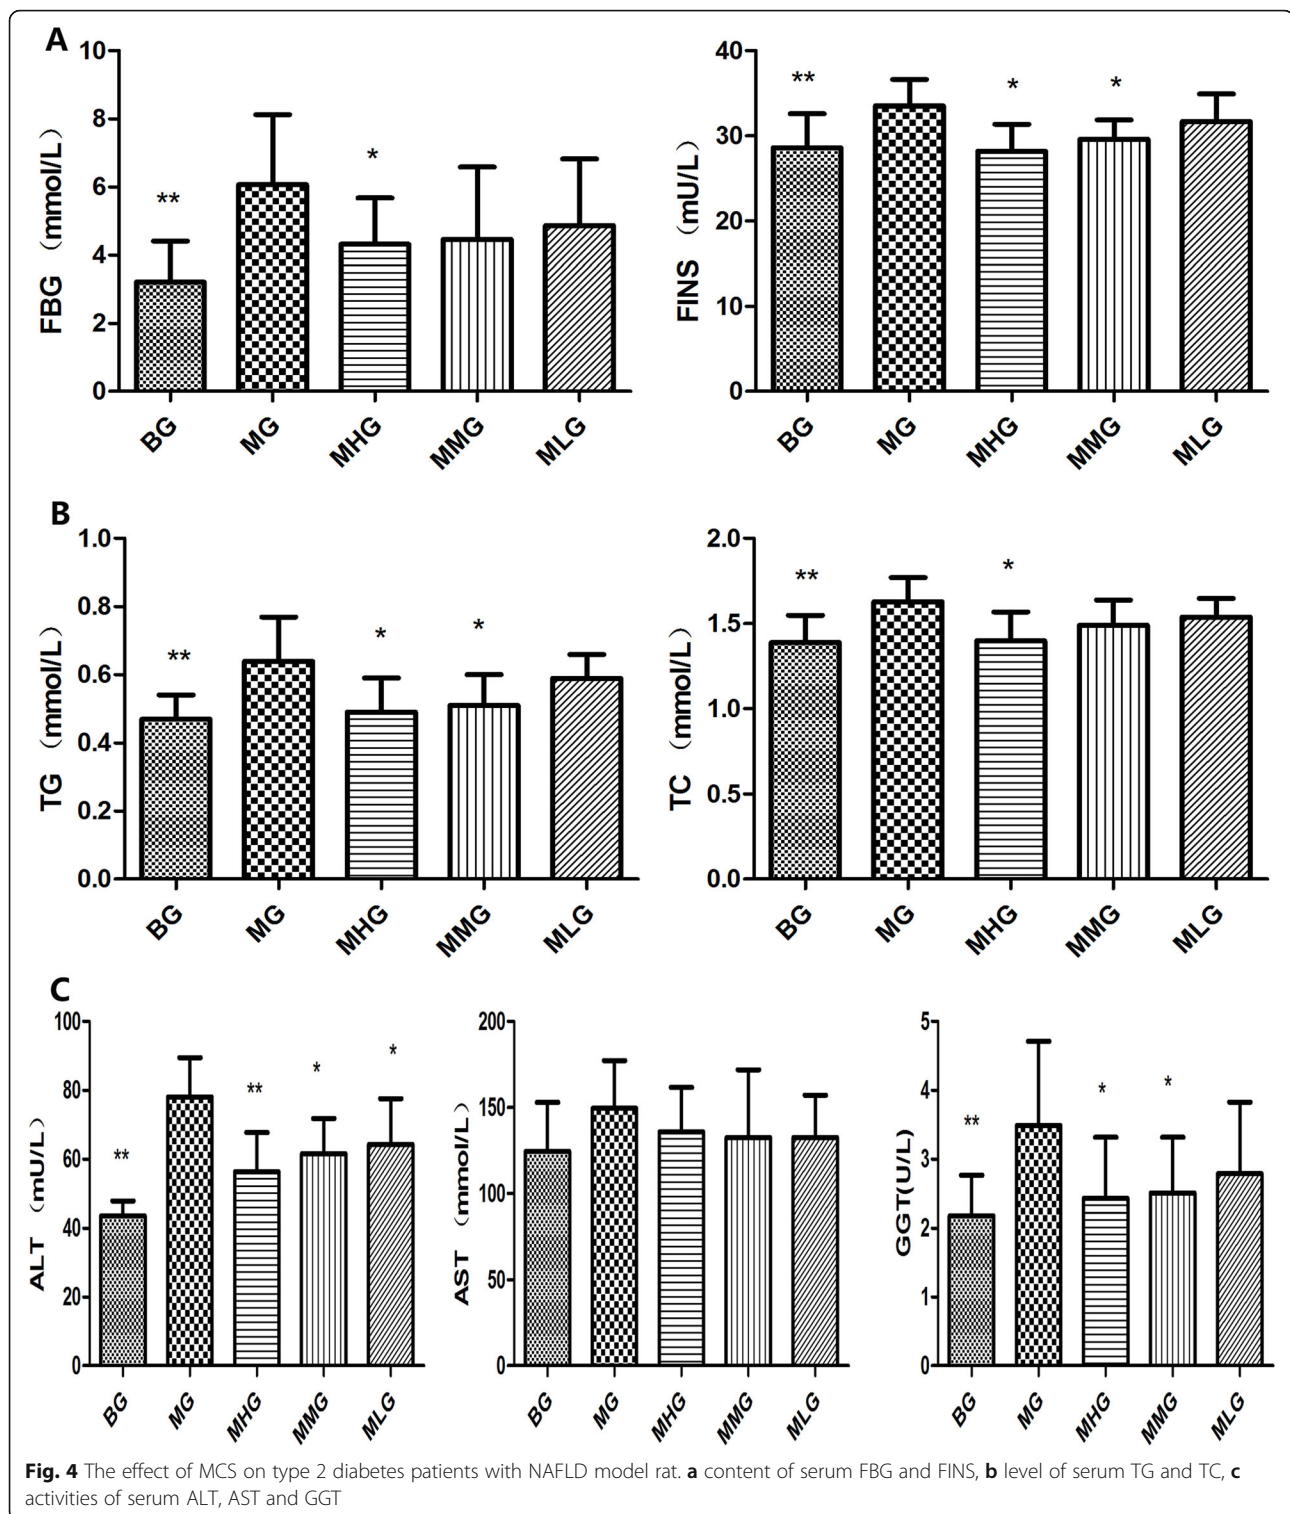 A
10
8
6
4
2
0
FBG （mmol/L）
**
*
BG
MG
MHG
MMG
MLG
40
30
20
10
0
FINS （mU/L）
**
*
*
BG
MG
MHG
MMG
MLG
B
1.0
0.8
0.6
0.4
0.2
0.0
TG （mmol/L）
**
*
*
BG
MG
MHG
MMG
MLG
2.0
1.5
1.0
0.5
0.0
TC （mmol/L）
**
*
BG
MG
MHG
MMG
MLG
C
100
80
60
40
20
0
ALT （mU/L）
**
**
*
*
BG
MG
MHG
MMG
MLG
200
150
100
50
0
AST （mmol/L）
BG
MG
MHG
MMG
MLG
5
4
3
2
1
0
GGT(U/L)
**
*
*
BG
MG
MHG
MMG
MLG
Fig. 4 The effect of MCS on type 2 diabetes patients with NAFLD model rat. a content of serum FBG and FINS, b level of serum TG and TC, c
activities of serum ALT, AST and GGT